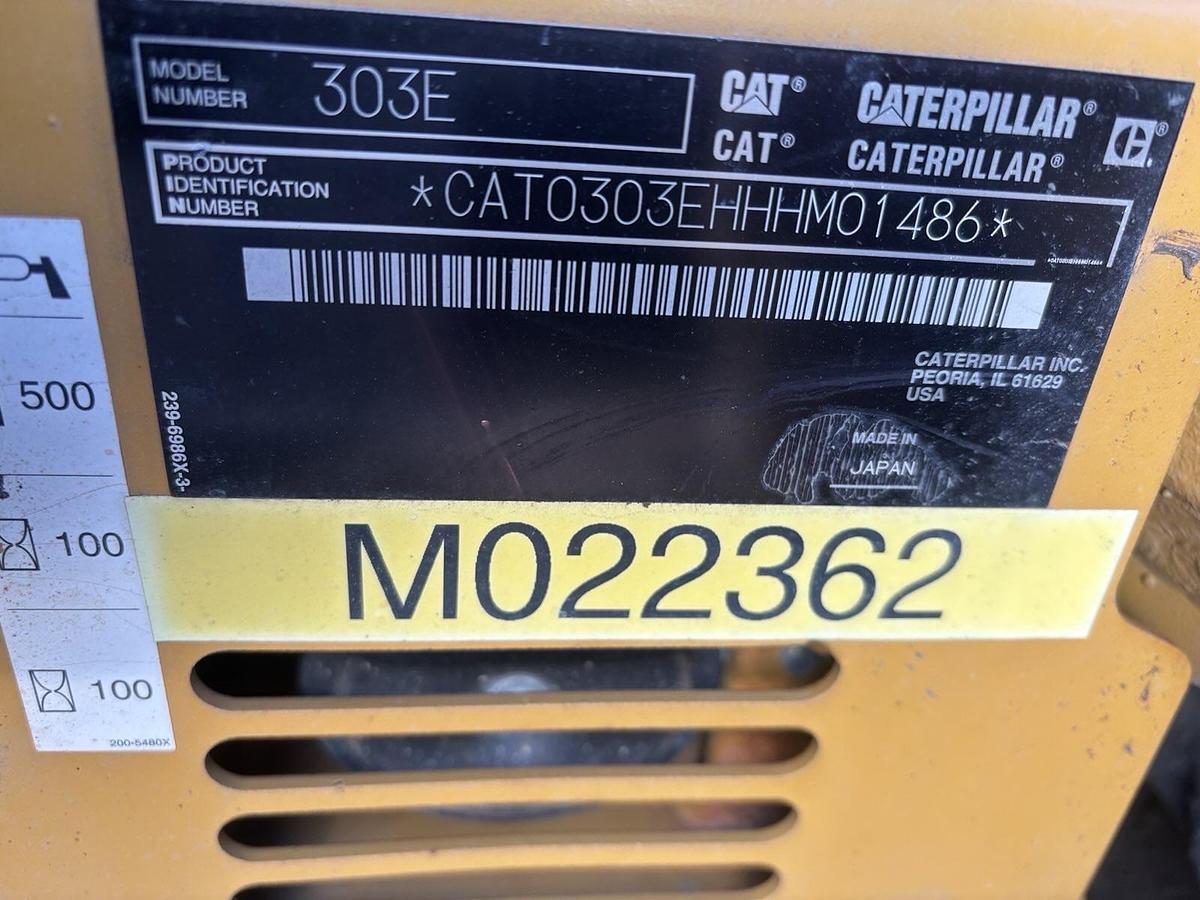 MODEL
NUMBER
303E
CAT®
CATERPILLAR®
CAT®
CATERPILLAR®
PRODUCT
IDENTIFICATION
NUMBER
*CAT0303EHHHM01486*
*CAT0303EHHHM01486*
CATERPILLAR INC.
PEORIA, IL 61629
USA
MADE IN
JAPAN
239-6986X-3-
M022362
500
100
100
200-5480X